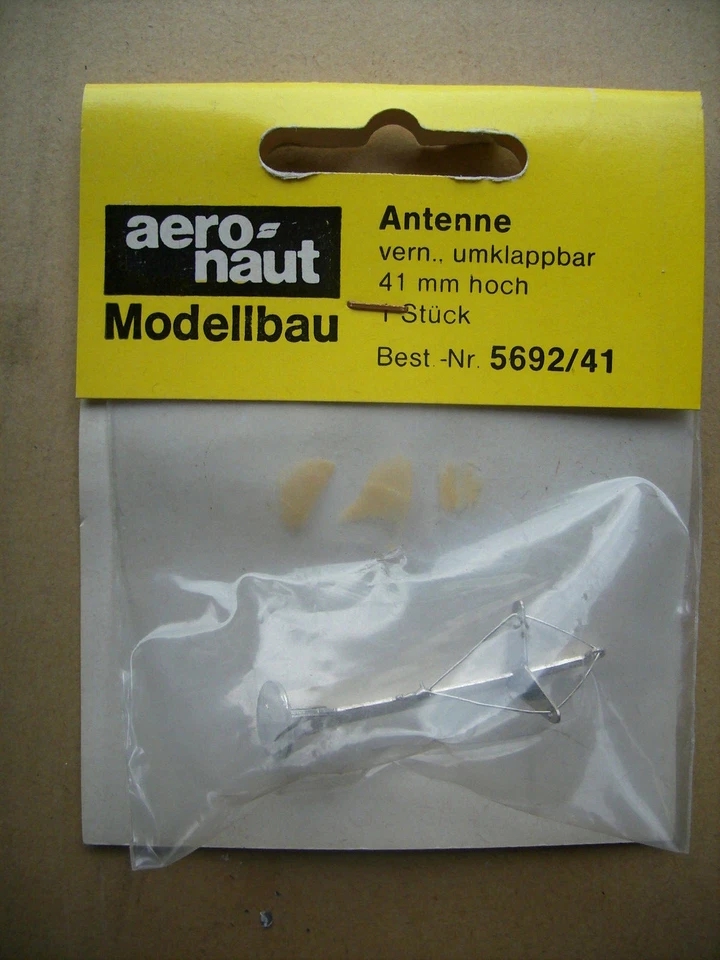 aero-
naut
Modellbau
Antenne
vern., umklappbar
41 mm hoch
1 Stück
Best.-Nr. 5692/41